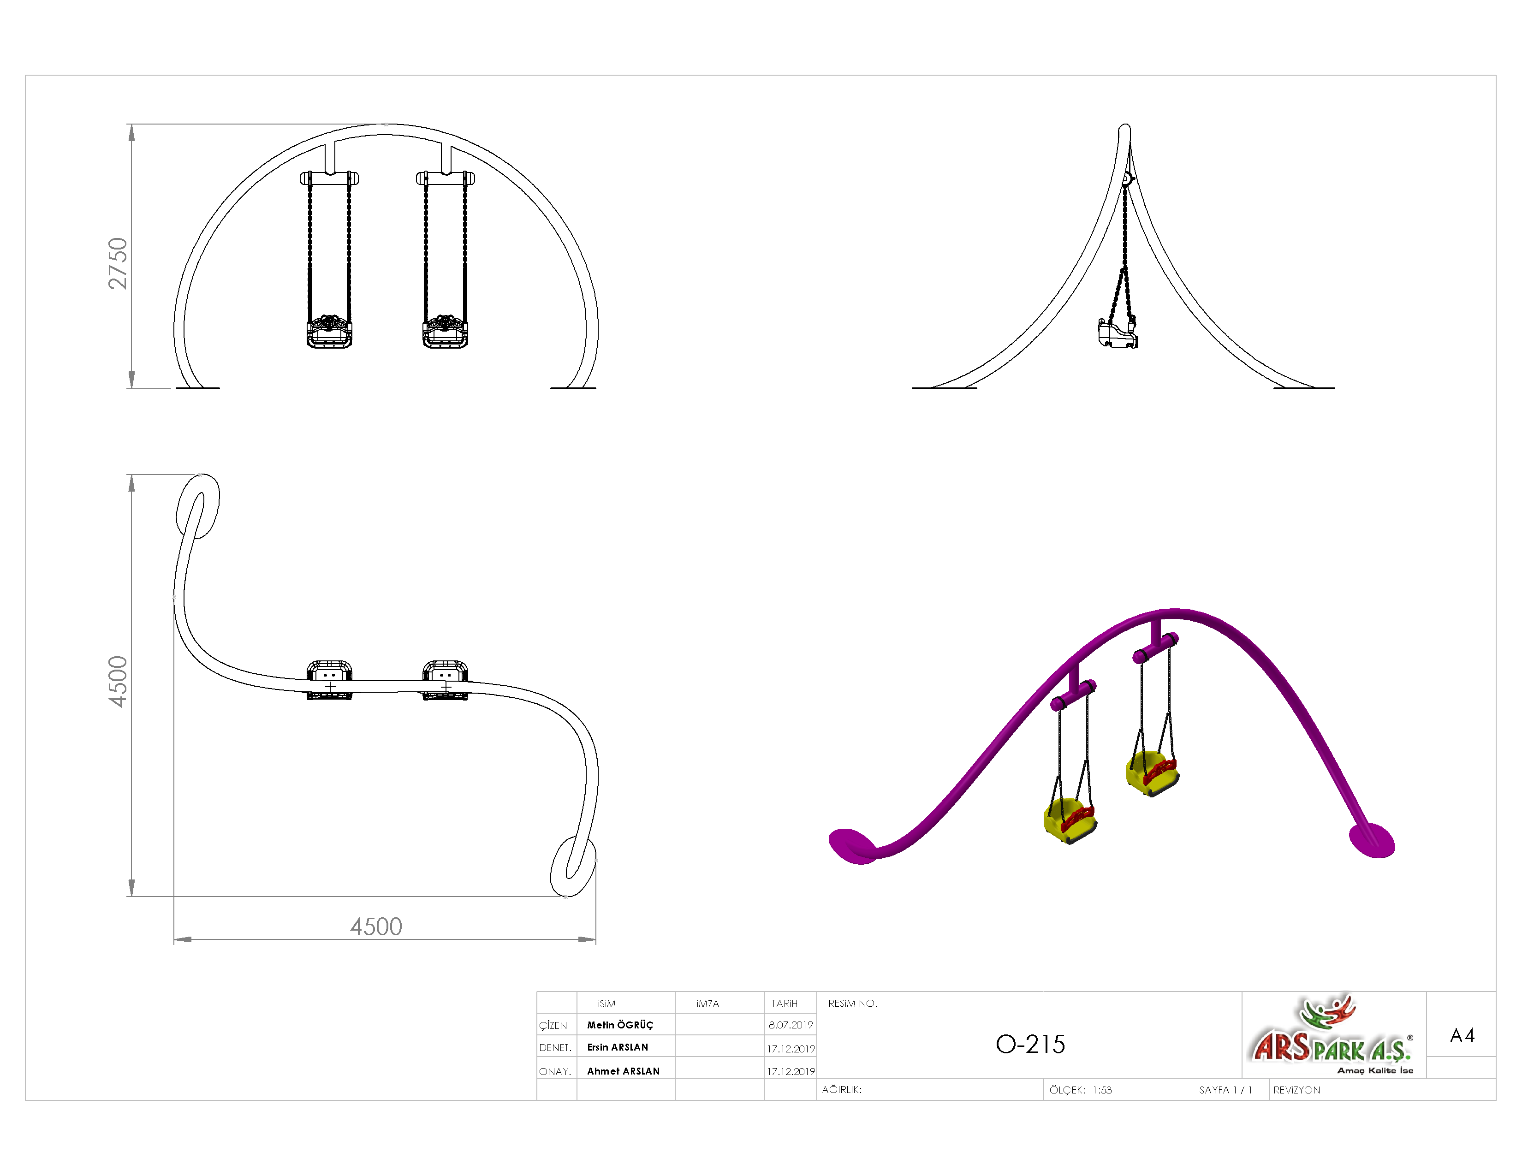 2750
4500
4500
İSİM İMZA TARİH RESİM NO.
ÇİZEN Metin ÖGRÜÇ 8.07.2019
DENET. Ersin ARSLAN 17.12.2019
ONAY. Ahmet ARSLAN 17.12.2019
O-215
ARS PARK A.Ş.®
Amaç Kalite İse
A4
AĞIRLIK: ÖLÇEK: 1:53 SAYFA 1 / 1 REVİZYON